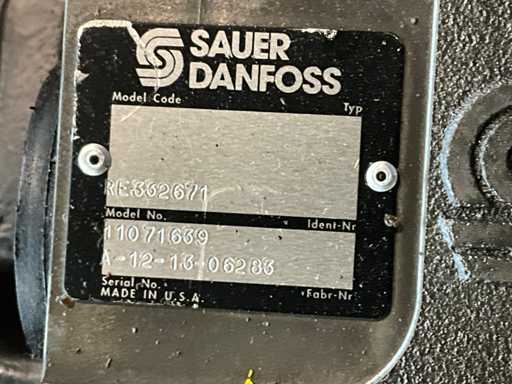 SAUER
DANFOSS
Model Code Typ
RE332671
Model No. Ident-Nr
11071639
A-12-13-06283
Serial No. Fabr-Nr
MADE IN U.S.A.